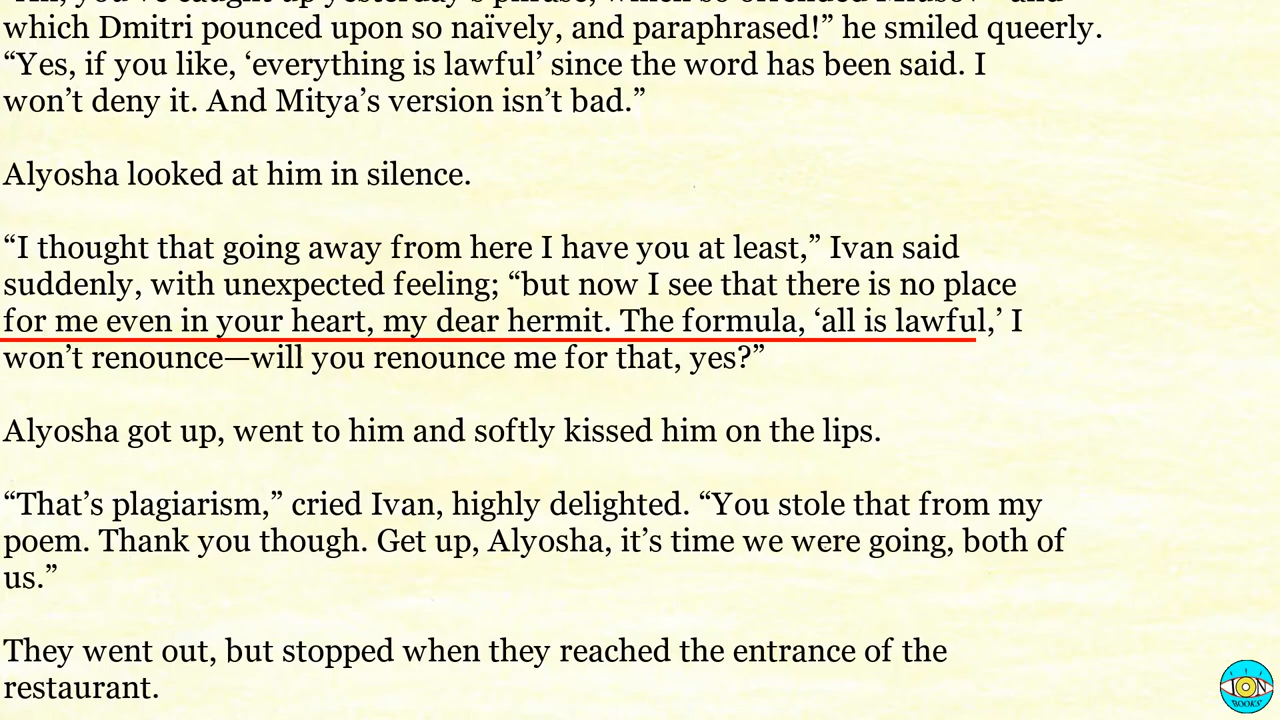 which Dmitri pounced upon so naïvely, and paraphrased!” he smiled queerly.
“Yes, if you like, ‘everything is lawful’ since the word has been said. I
won’t deny it. And Mitya’s version isn’t bad.”
Alyosha looked at him in silence.
“I thought that going away from here I have you at least,” Ivan said
suddenly, with unexpected feeling; “but now I see that there is no place
for me even in your heart, my dear hermit. The formula, ‘all is lawful,’ I
won’t renounce—will you renounce me for that, yes?”
Alyosha got up, went to him and softly kissed him on the lips.
“That’s plagiarism,” cried Ivan, highly delighted. “You stole that from my
poem. Thank you though. Get up, Alyosha, it’s time we were going, both of
us.”
They went out, but stopped when they reached the entrance of the
restaurant.
ION
BOOKS